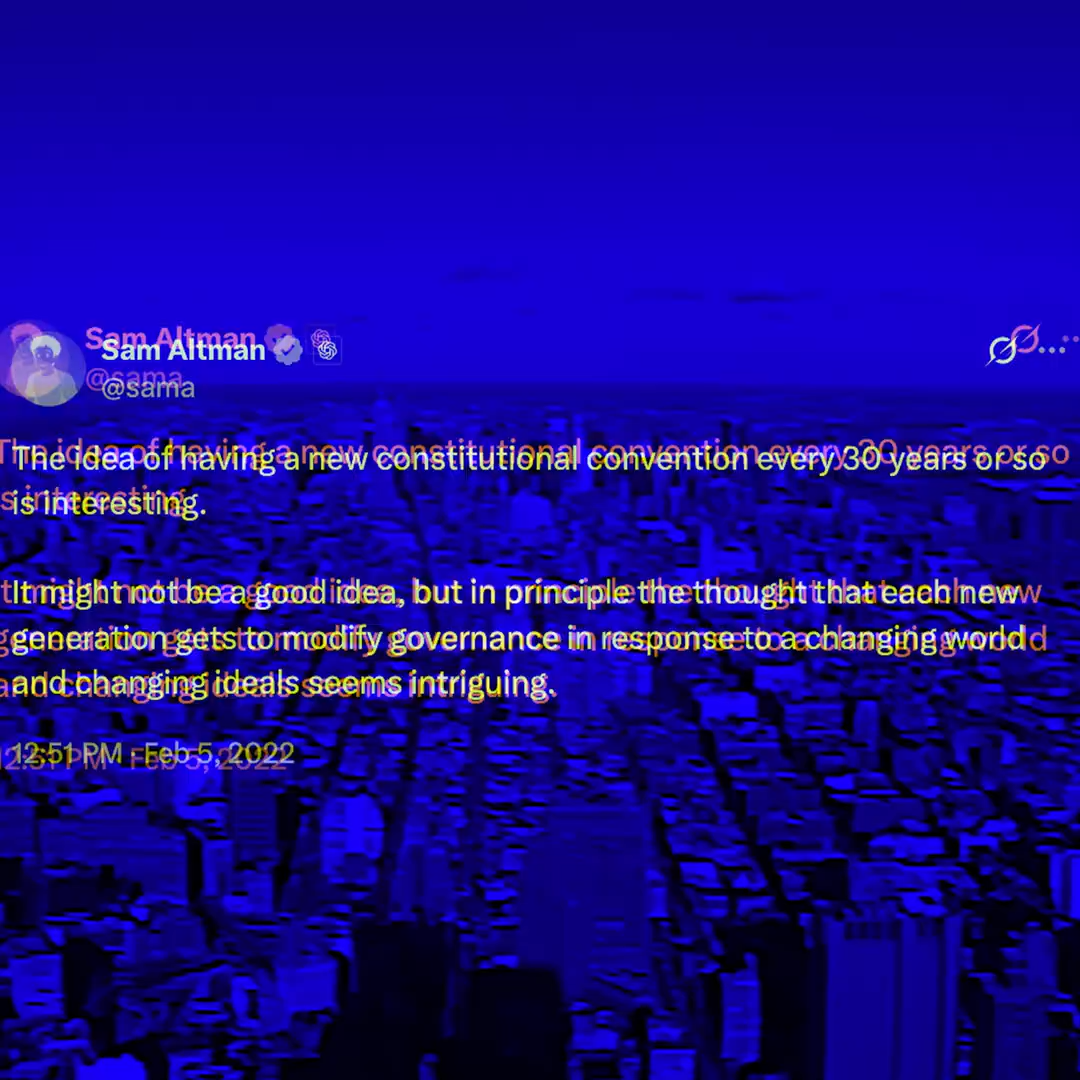 Sam Altman
@sama
The idea of having a new constitutional convention every 30 years or so
is interesting.
It might not be a good idea, but in principle the thought that each new
generation gets to modify governance in response to a changing world
and changing ideals seems intriguing.
12:51 PM · Feb 5, 2022